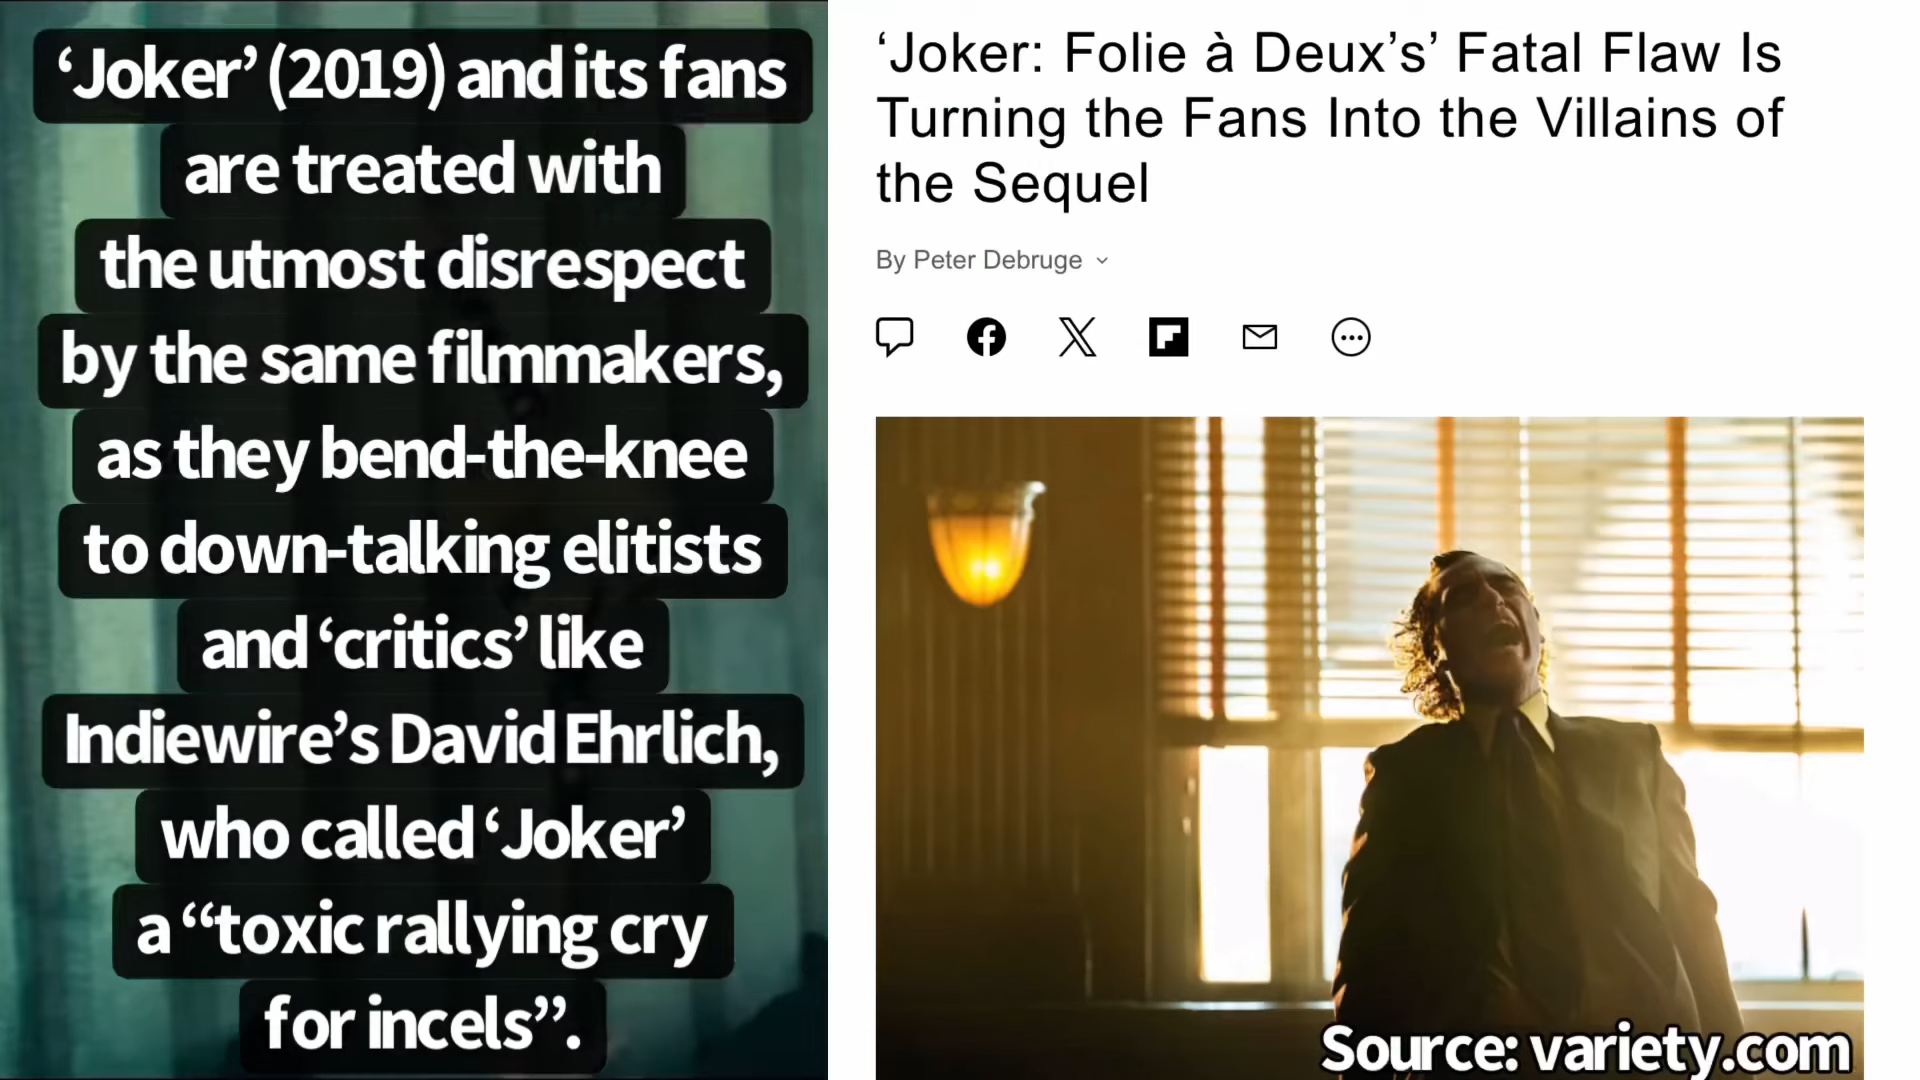 ‘Joker’ (2019) and its fans
are treated with
the utmost disrespect
by the same filmmakers,
as they bend-the-knee
to down-talking elitists
and ‘critics’ like
Indiewire’s David Ehrlich,
who called ‘Joker’
a “toxic rallying cry
for incels”.
‘Joker: Folie à Deux’s’ Fatal Flaw Is
Turning the Fans Into the Villains of
the Sequel
By Peter Debruge
Source: variety.com